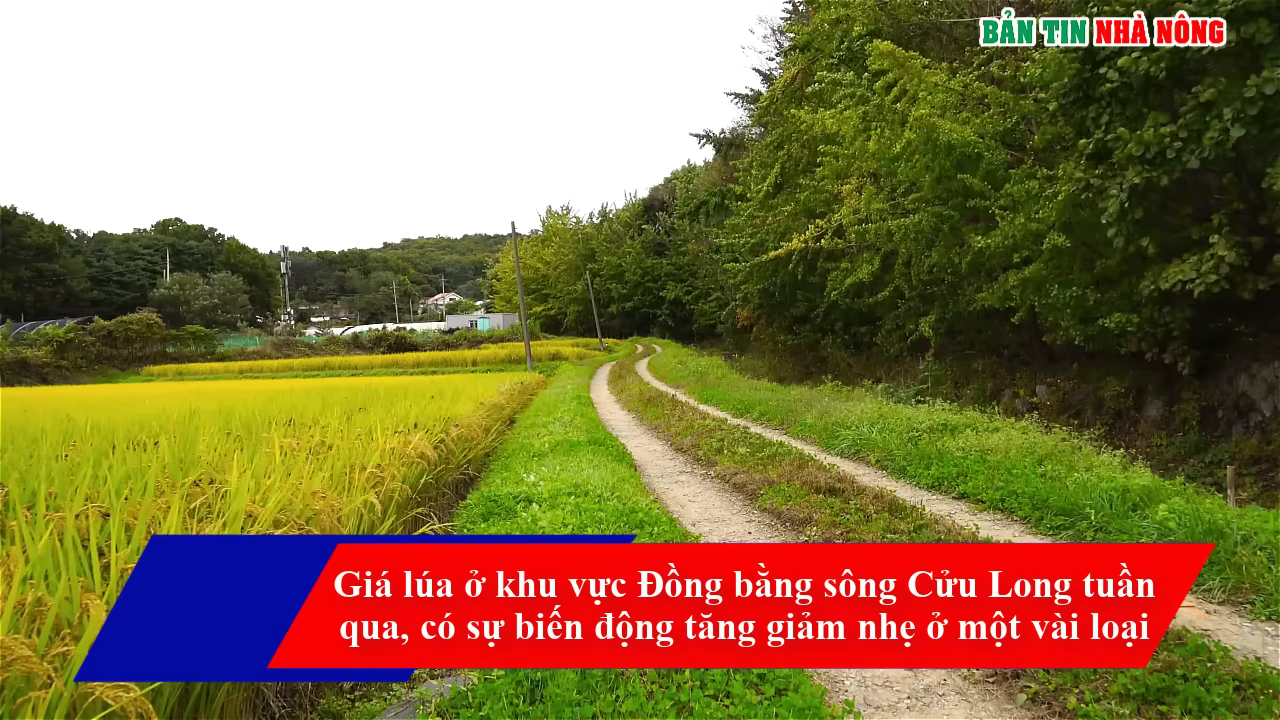 BẢN TIN NHÀ NÔNG
Giá lúa ở khu vực Đồng bằng sông Cửu Long tuần
qua, có sự biến động tăng giảm nhẹ ở một vài loại